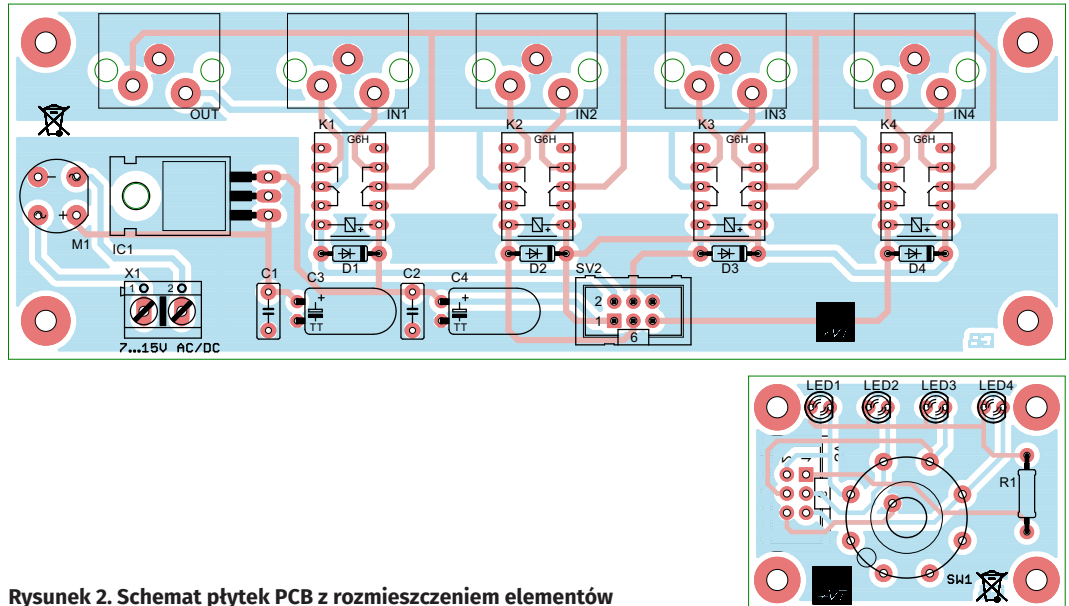 OUT IN1 IN2 IN3 IN4
K1 K2 K3 K4
G6H G6H G6H G6H
M1 IC1
D1 D2 D3 D4
X1 C1 C3 C2 C4 SV2
1 2
+ +
2
1
TT TT 6
7...15V AC/DC
LED1 LED2 LED3 LED4
R1
SW1
Rysunek 2. Schemat płytek PCB z rozmieszczeniem elementów